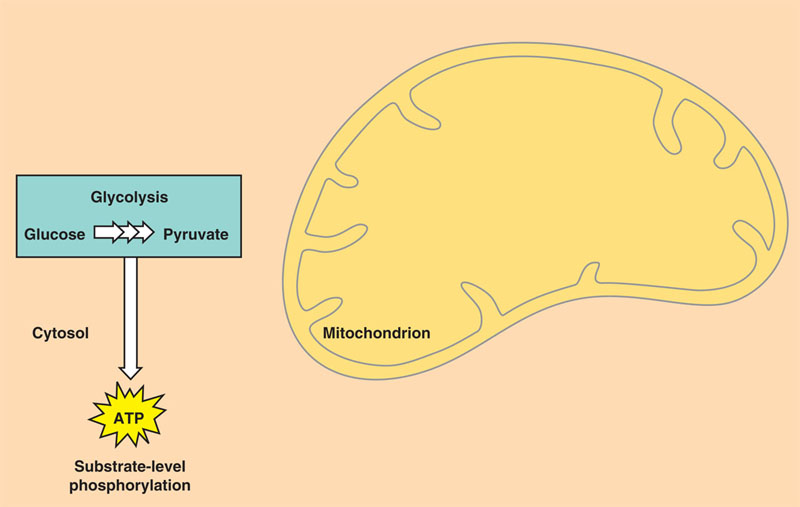 Glycolysis
Glucose Pyruvate
Cytosol
Mitochondrion
ATP
Substrate-level
phosphorylation